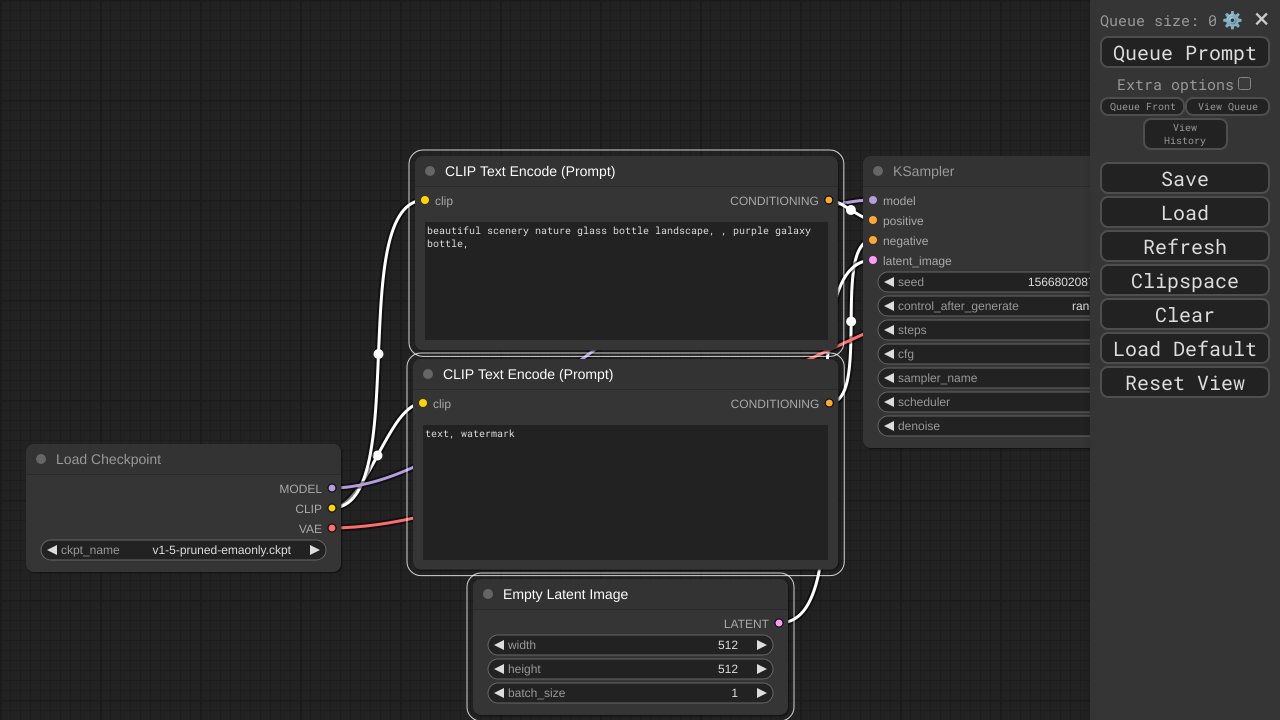 Queue size: 0
Queue Prompt
Extra options
Queue Front
View Queue
View
History
Save
Load
Refresh
Clipspace
Clear
Load Default
Reset View
CLIP Text Encode (Prompt)
clip
CONDITIONING
beautiful scenery nature glass bottle landscape, , purple galaxy
bottle,
CLIP Text Encode (Prompt)
clip
CONDITIONING
text, watermark
KSampler
model
positive
negative
latent_image
seed
156680208
control_after_generate
ran
steps
cfg
sampler_name
scheduler
denoise
Load Checkpoint
MODEL
CLIP
VAE
ckpt_name v1-5-pruned-emaonly.ckpt
Empty Latent Image
LATENT
width 512
height 512
batch_size 1